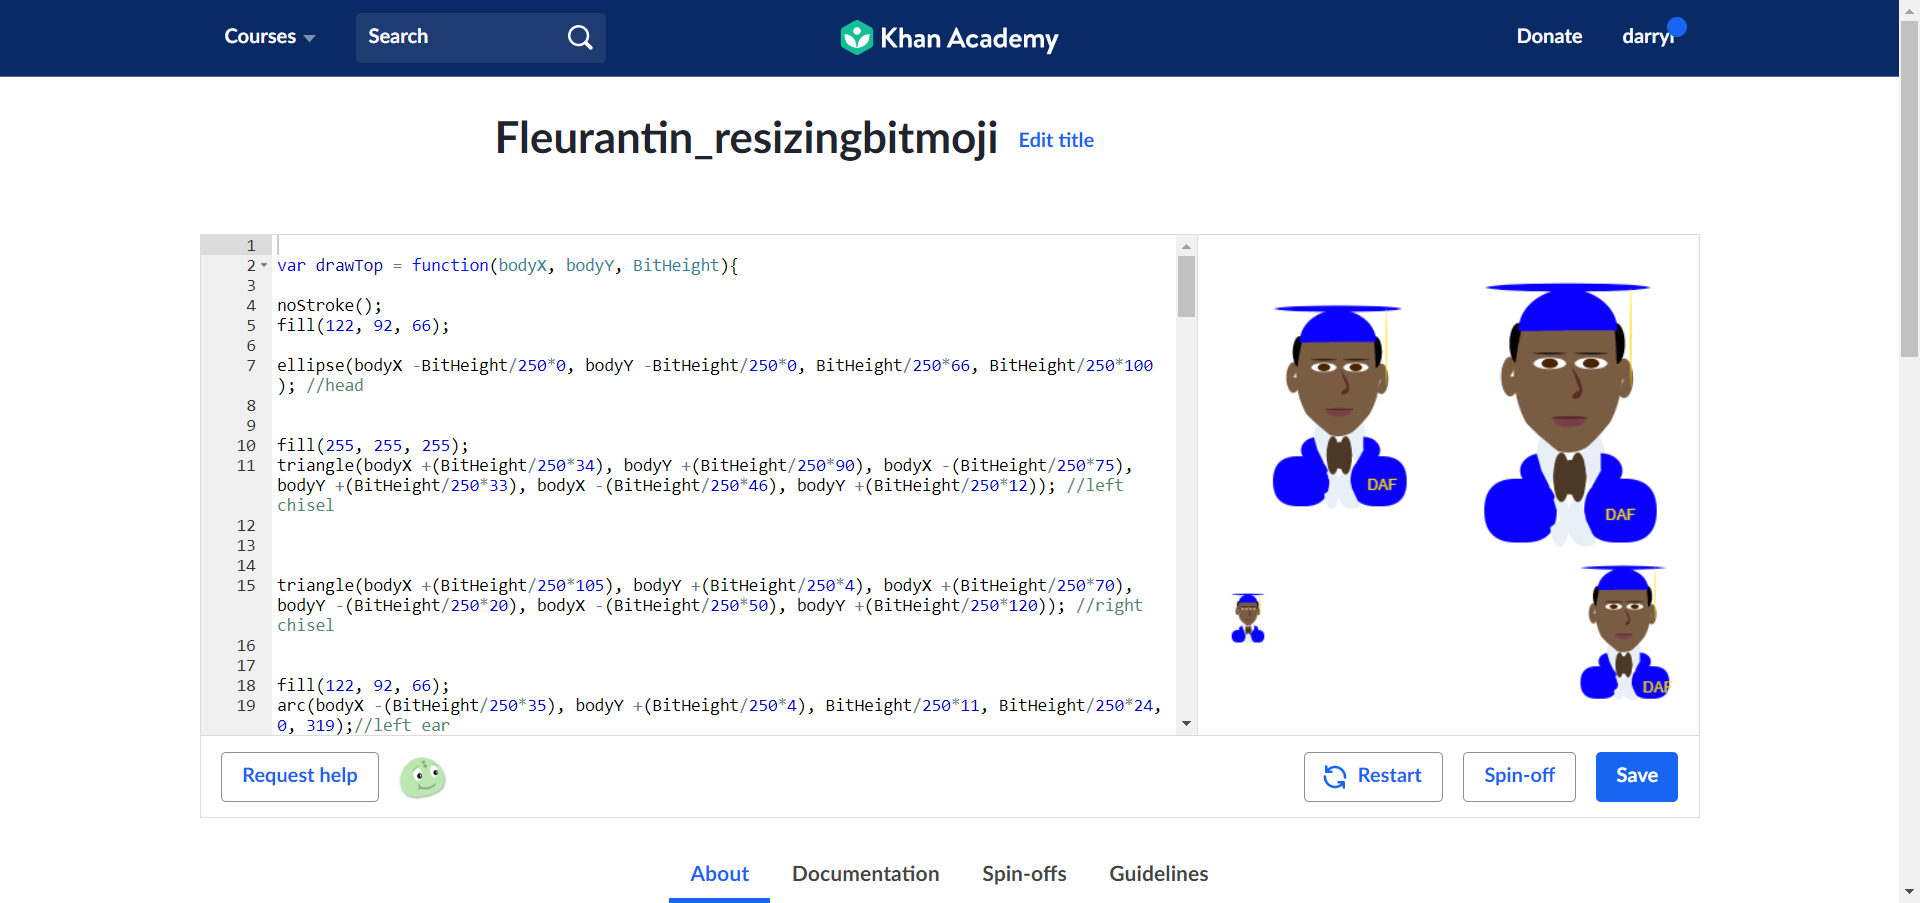 Courses
Search
Khan Academy
Donate
darryl
Fleurantin_resizingbitmoji
Edit title
1
2 var drawTop = function(bodyX, bodyY, BitHeight){
3
4 noStroke();
5 fill(122, 92, 66);
6
7 ellipse(bodyX -BitHeight/250*0, bodyY -BitHeight/250*0, BitHeight/250*66, BitHeight/250*100
); //head
8
9
10 fill(255, 255, 255);
11 triangle(bodyX +(BitHeight/250*34), bodyY +(BitHeight/250*90), bodyX -(BitHeight/250*75),
bodyY +(BitHeight/250*33), bodyX -(BitHeight/250*46), bodyY +(BitHeight/250*12)); //left
chisel
12
13
14
15 triangle(bodyX +(BitHeight/250*105), bodyY +(BitHeight/250*4), bodyX +(BitHeight/250*70),
bodyY -(BitHeight/250*20), bodyX -(BitHeight/250*50), bodyY +(BitHeight/250*120)); //right
chisel
16
17
18 fill(122, 92, 66);
19 arc(bodyX -(BitHeight/250*35), bodyY +(BitHeight/250*4), BitHeight/250*11, BitHeight/250*24,
0, 319);//left ear
DAF
DAF
DAF
Request help
Restart
Spin-off
Save
About
Documentation
Spin-offs
Guidelines